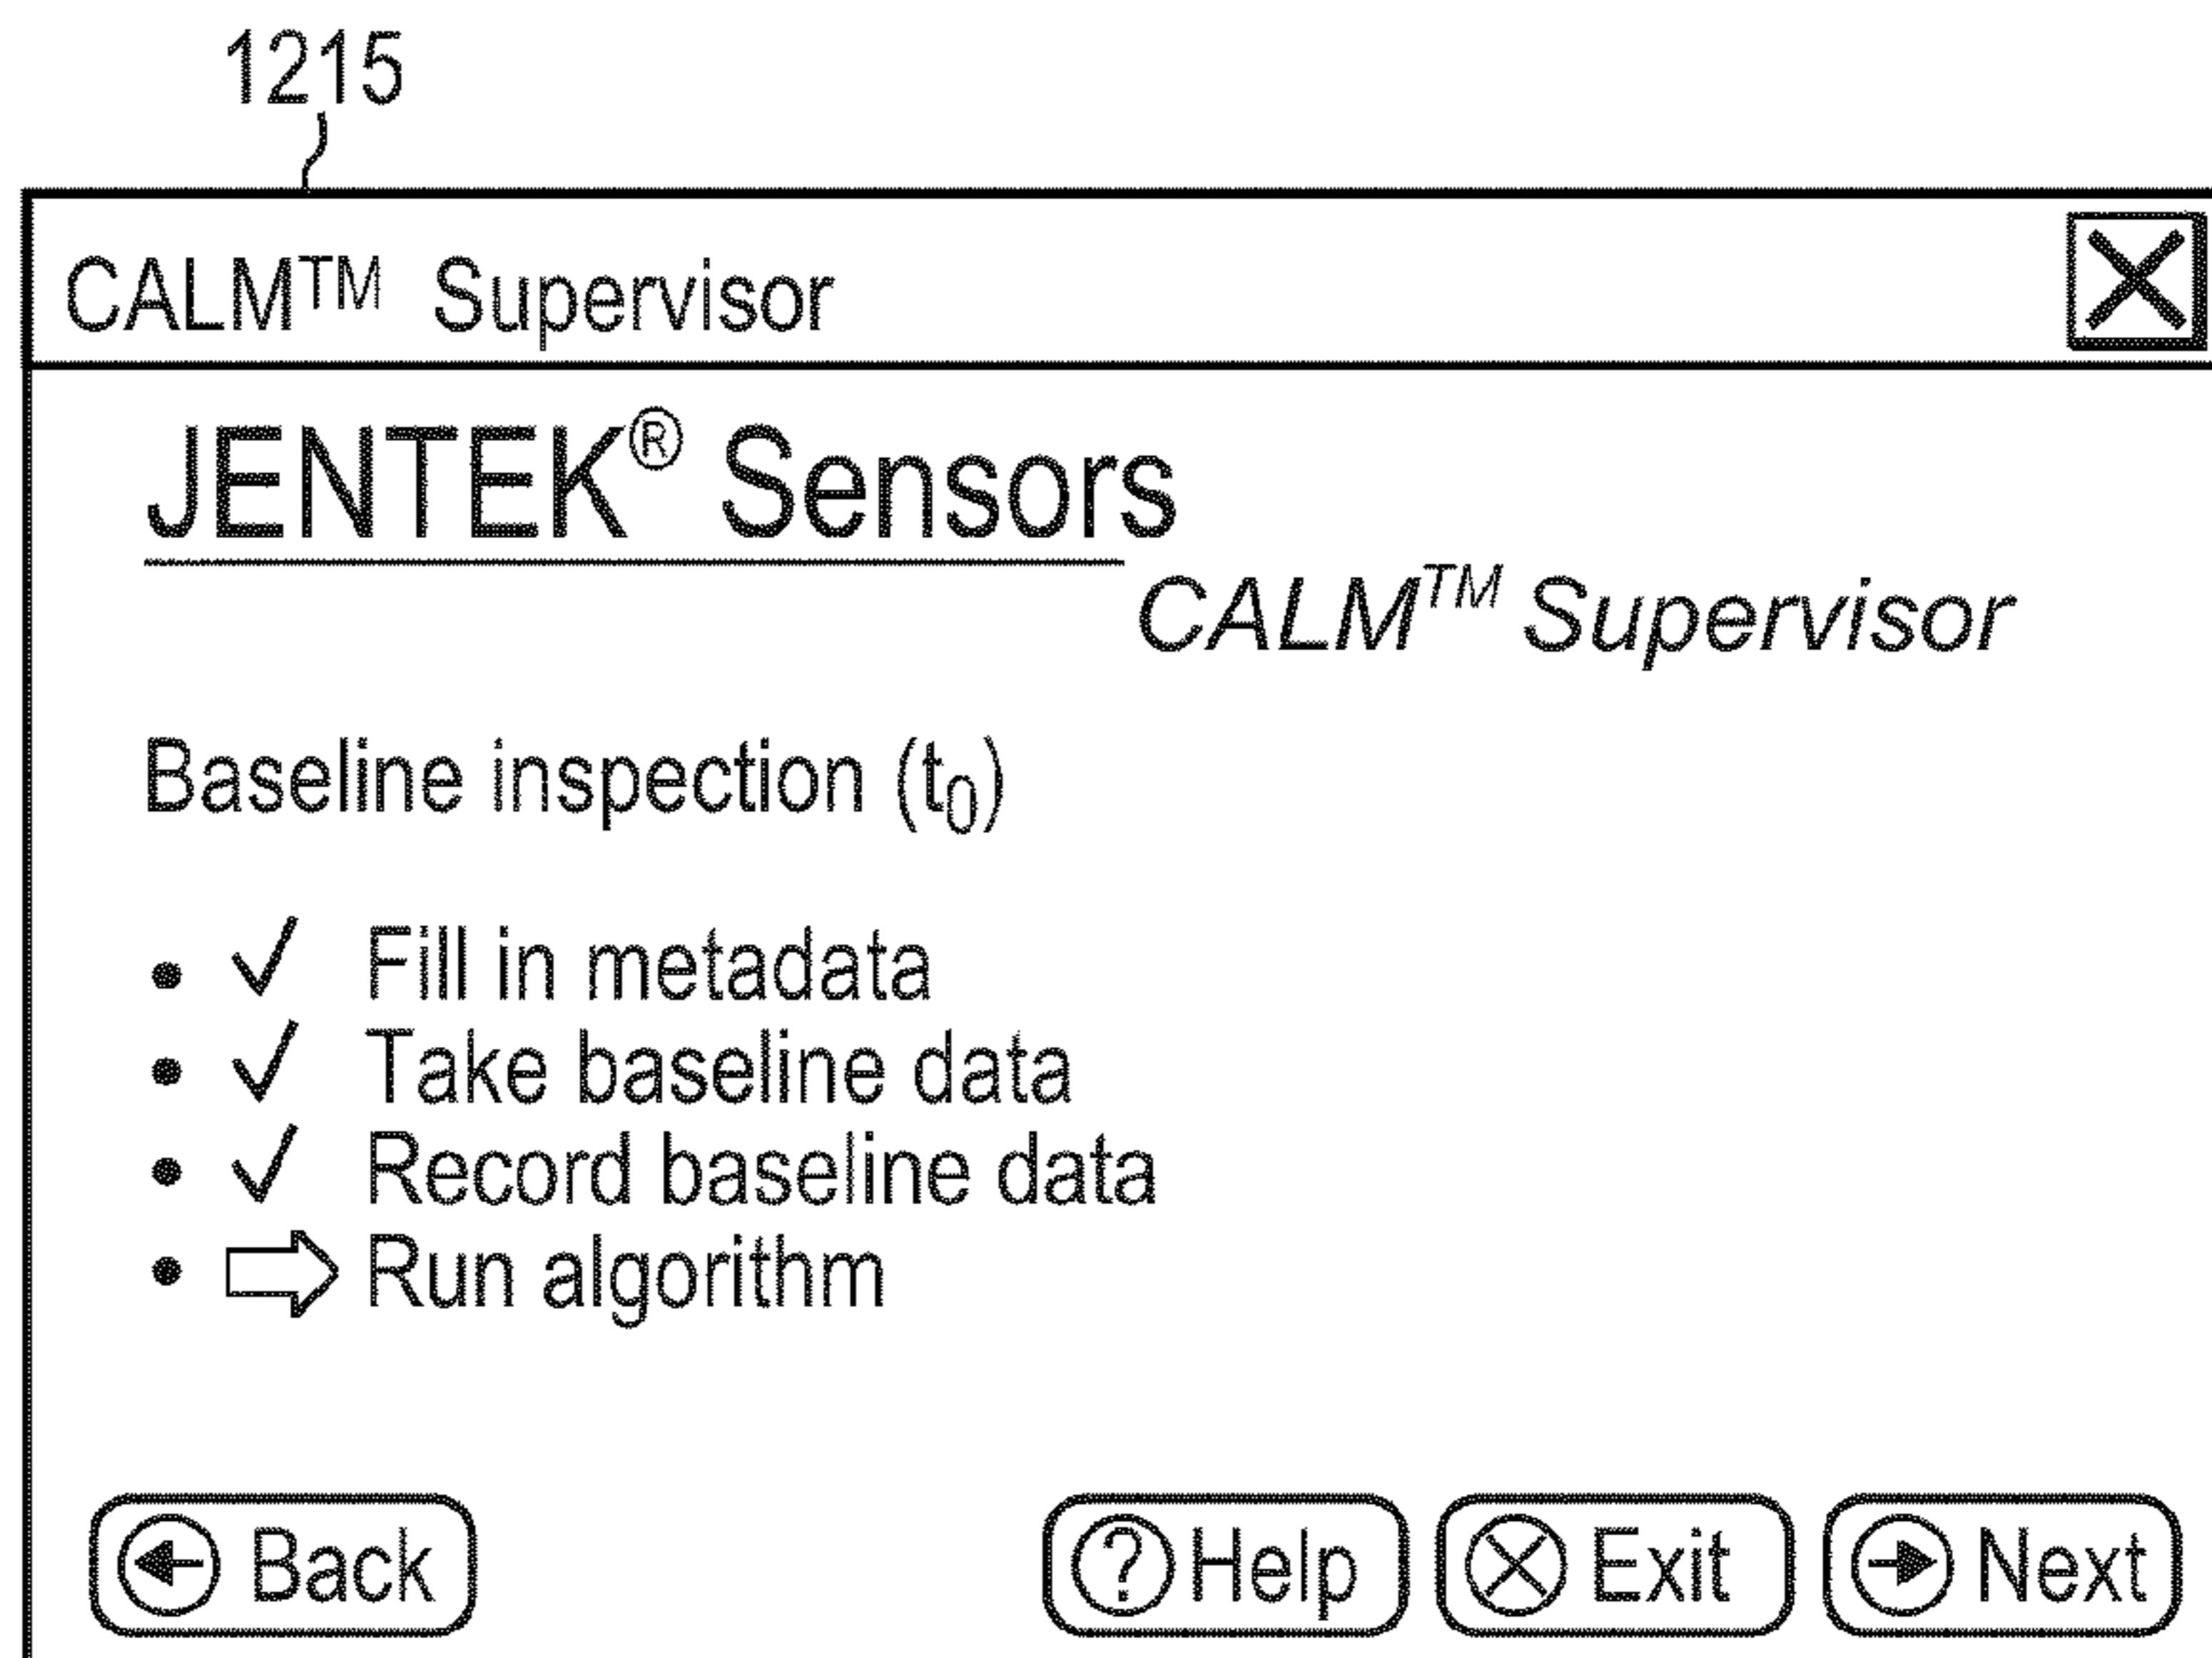 1215
CALM™ Supervisor
JENTEK® Sensors
CALM™ Supervisor
Baseline inspection (t₀)
• ✓ Fill in metadata
• ✓ Take baseline data
• ✓ Record baseline data
• ⇨ Run algorithm
Back
? Help
Exit
Next